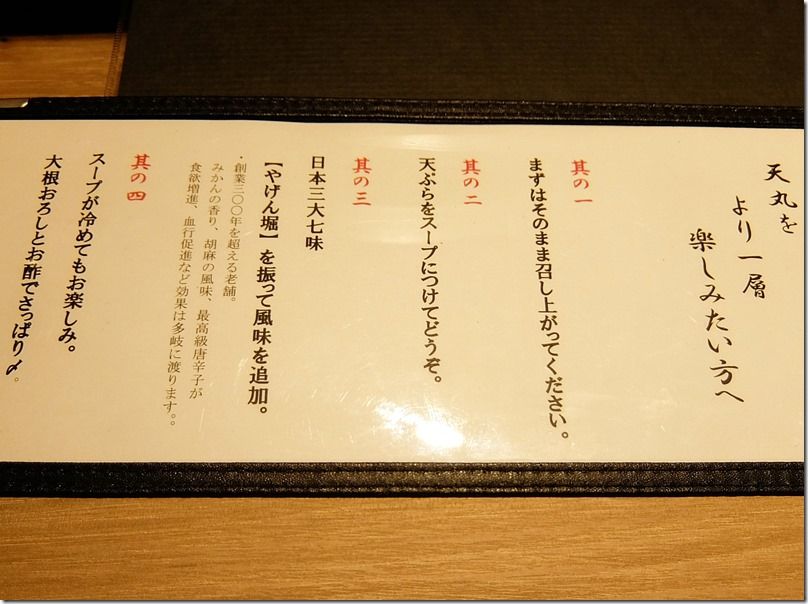 天丸を
より一層
楽しみたい方へ
其の一
まずはそのまま召し上がってください。
其の二
天ぷらをスープにつけてどうぞ。
其の三
日本三大七味
【やげん堀】を振って風味を追加。
・創業三〇〇年を超える老舗。
みかんの香り、胡麻の風味、最高級唐辛子が
食欲増進、血行促進など効果は多岐に渡ります。。
其の四
スープが冷めてもお楽しみ。
大根おろしとお酢でさっぱり〆。